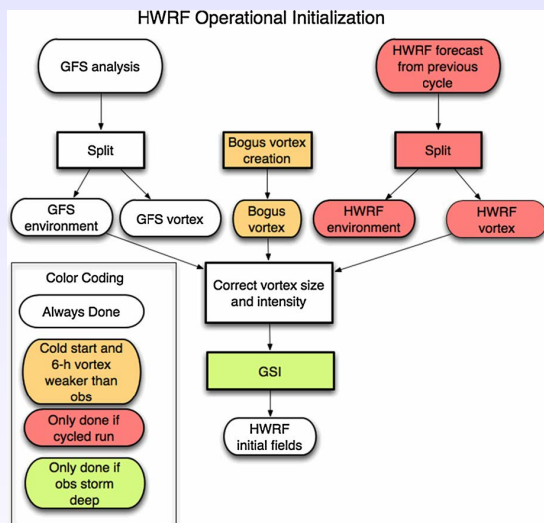 HWRF Operational Initialization
GFS analysis
HWRF forecast
from previous
cycle
Split
Bogus vortex
creation
Split
GFS
environment
GFS vortex
Bogus
vortex
HWRF
environment
HWRF
vortex
Correct vortex size
and intensity
GSI
HWRF
initial fields
Color Coding
Always Done
Cold start and
6-h vortex
weaker than
obs
Only done if
cycled run
Only done if
obs storm
deep